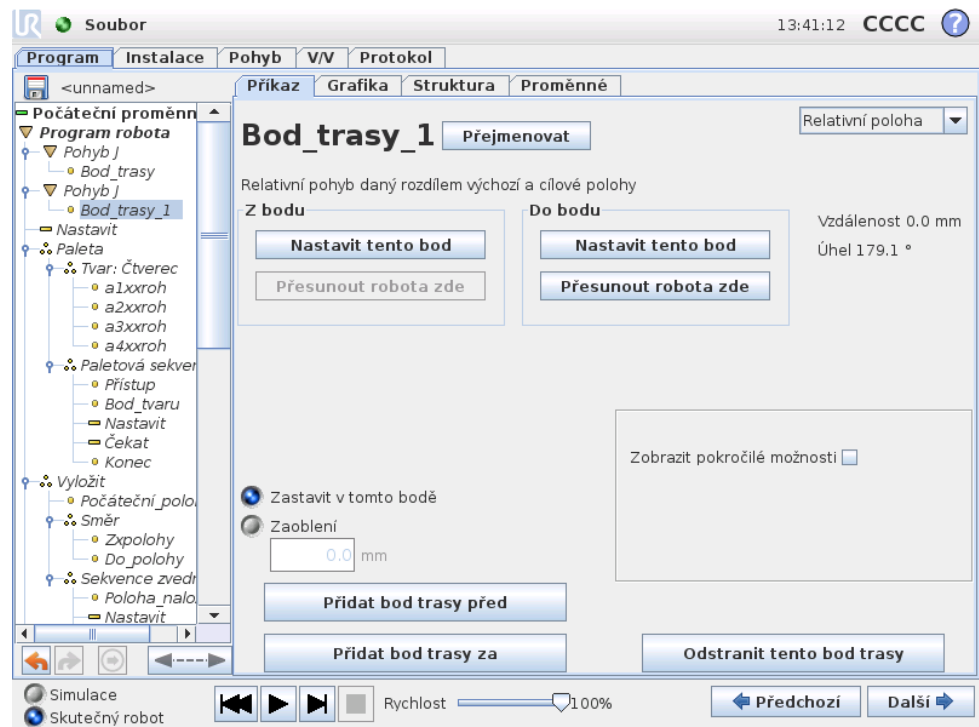 UR Soubor 13:41:12 CCCC ?
Program Instalace Pohyb V/V Protokol
<unnamed>
Příkaz Grafika Struktura Proměnné
Počáteční proměnn
Program robota
Pohyb J
Bod_trasy
Pohyb J
Bod_trasy_1
Nastavit
Paleta
Tvar: Čtverec
a1xxroh
a2xxroh
a3xxroh
a4xxroh
Paletová sekver
Přístup
Bod_tvaru
Nastavit
Čekat
Konec
Vyložit
Počáteční_polo
Směr
Zxpolohy
Do_polohy
Sekvence zvedr
Poloha_nalo
Nastavit
Bod_trasy_1 Přejmenovat
Relativní poloha
Relativní pohyb daný rozdílem výchozí a cílové polohy
Z bodu
Nastavit tento bod
Přesunout robota zde
Do bodu
Nastavit tento bod
Přesunout robota zde
Vzdálenost 0.0 mm
Úhel 179.1 °
Zobrazit pokročilé možnosti
Zastavit v tomto bodě
Zaoblení
0.0 mm
Přidat bod trasy před
Přidat bod trasy za
Odstranit tento bod trasy
Simulace
Skutečný robot
Rychlost 100%
Předchozí
Další